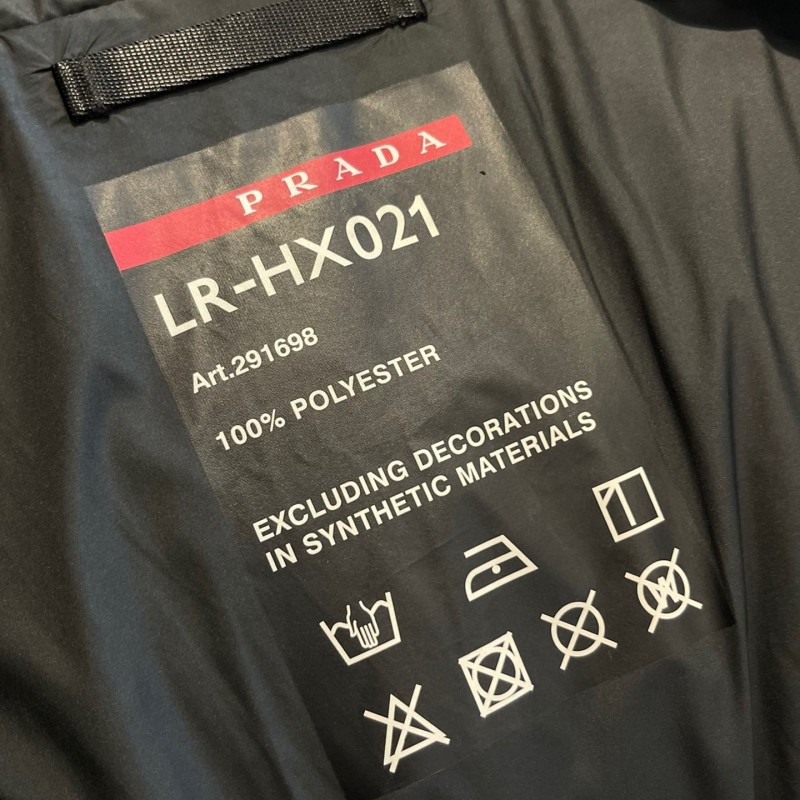 PRADA
LR-HX021
Art.291698
100% POLYESTER
EXCLUDING DECORATIONS
IN SYNTHETIC MATERIALS
W